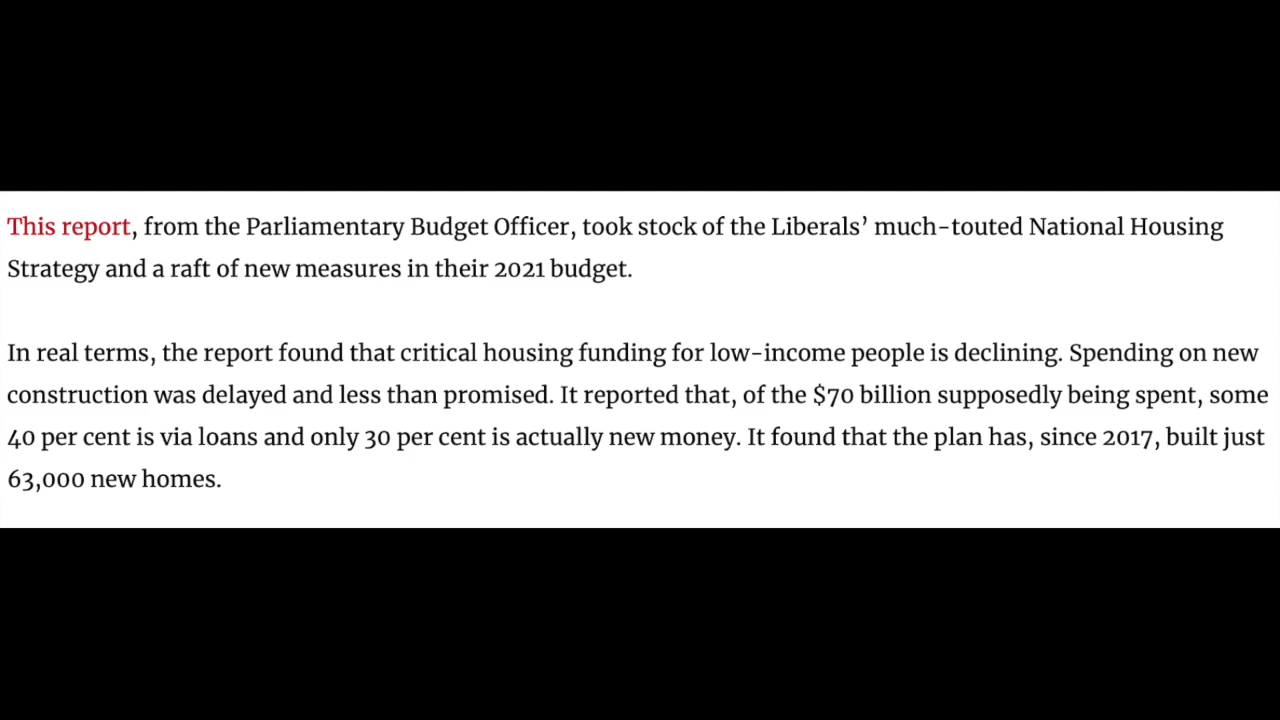 This report, from the Parliamentary Budget Officer, took stock of the Liberals’ much-touted National Housing
Strategy and a raft of new measures in their 2021 budget.
In real terms, the report found that critical housing funding for low-income people is declining. Spending on new
construction was delayed and less than promised. It reported that, of the $70 billion supposedly being spent, some
40 per cent is via loans and only 30 per cent is actually new money. It found that the plan has, since 2017, built just
63,000 new homes.